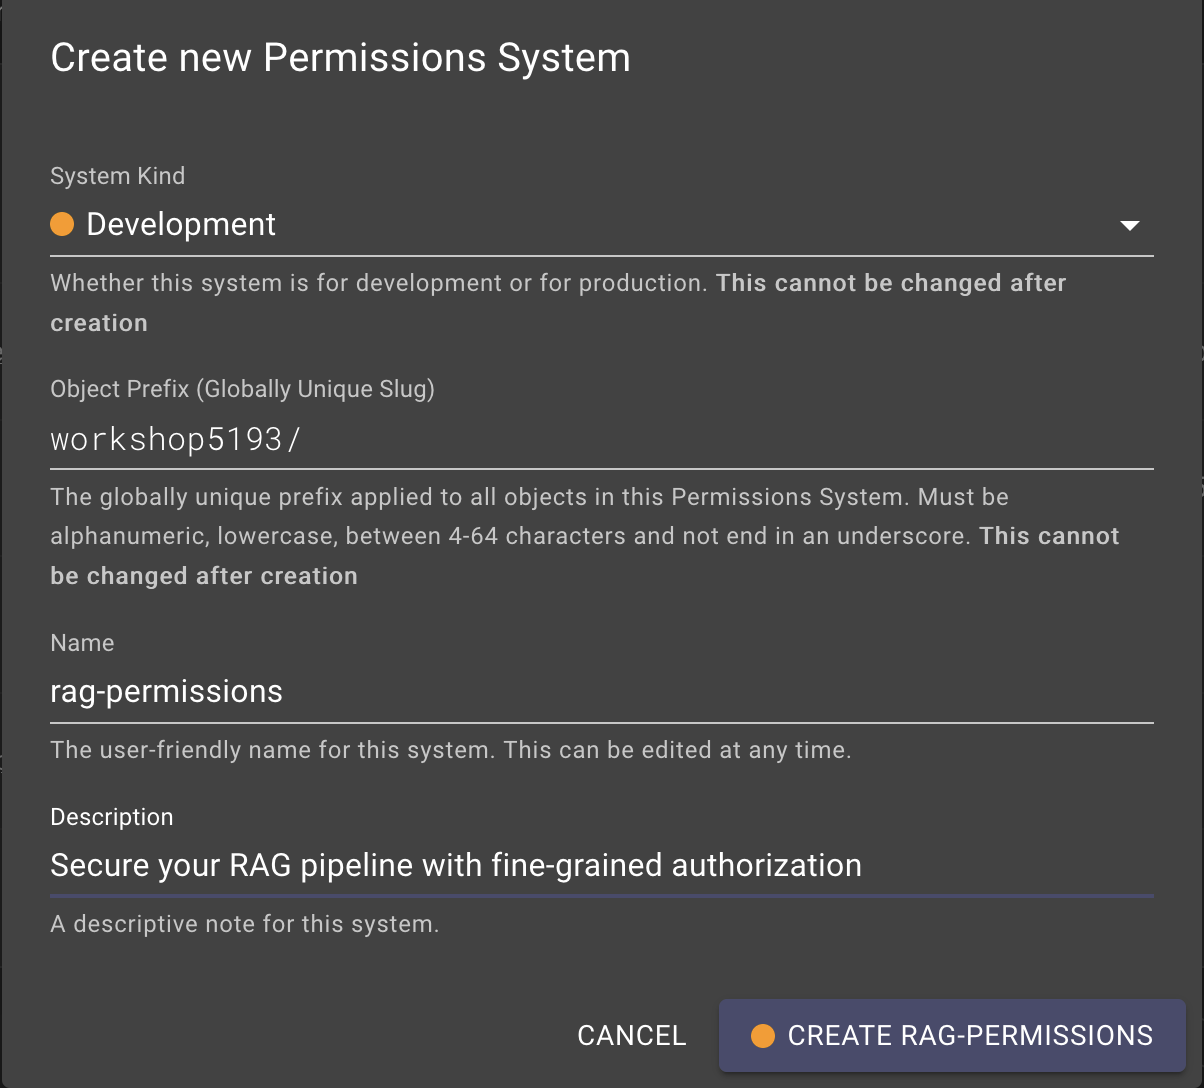 Create new Permissions System
System Kind
Development
Whether this system is for development or for production. This cannot be changed after
creation
Object Prefix (Globally Unique Slug)
workshop5193/
The globally unique prefix applied to all objects in this Permissions System. Must be
alphanumeric, lowercase, between 4-64 characters and not end in an underscore. This cannot
be changed after creation
Name
rag-permissions
The user-friendly name for this system. This can be edited at any time.
Description
Secure your RAG pipeline with fine-grained authorization
A descriptive note for this system.
CANCEL
CREATE RAG-PERMISSIONS